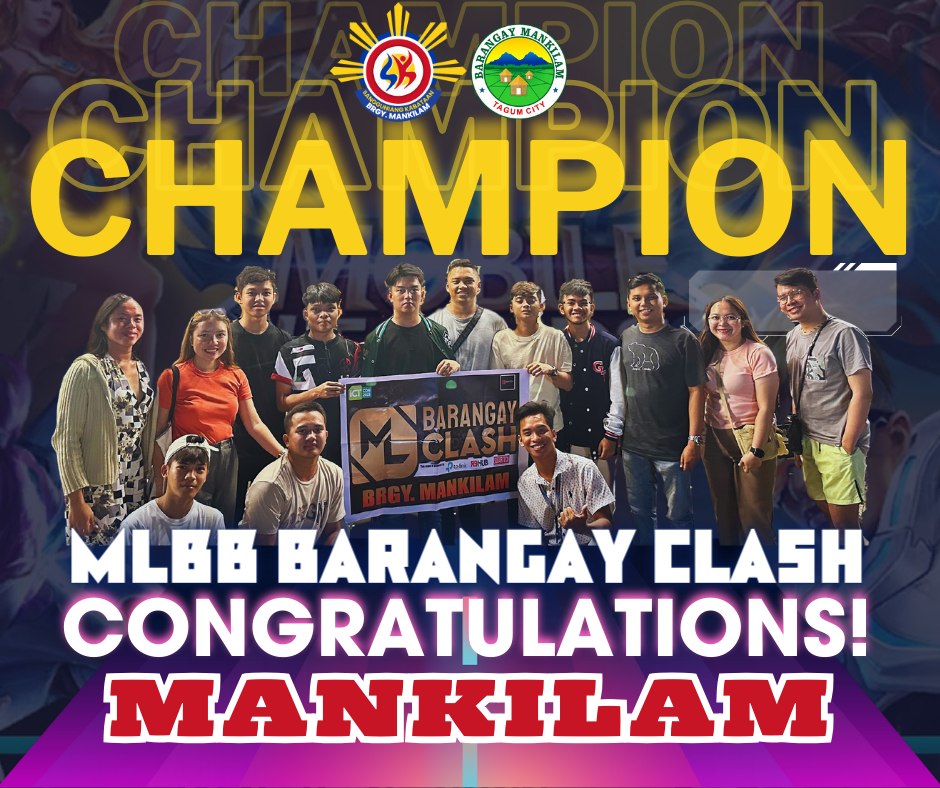 CHAMPION
CHAMPION
SANGGUNIANG KABATAAN
BRGY. MANKILAM
BARANGAY MANKILAM
TAGUM CITY
CHAMPION
MOBILE
BARANGAY
CLASH
BRGY. MANKILAM
MLBB BARANGAY CLASH
CONGRATULATIONS!
MANKILAM